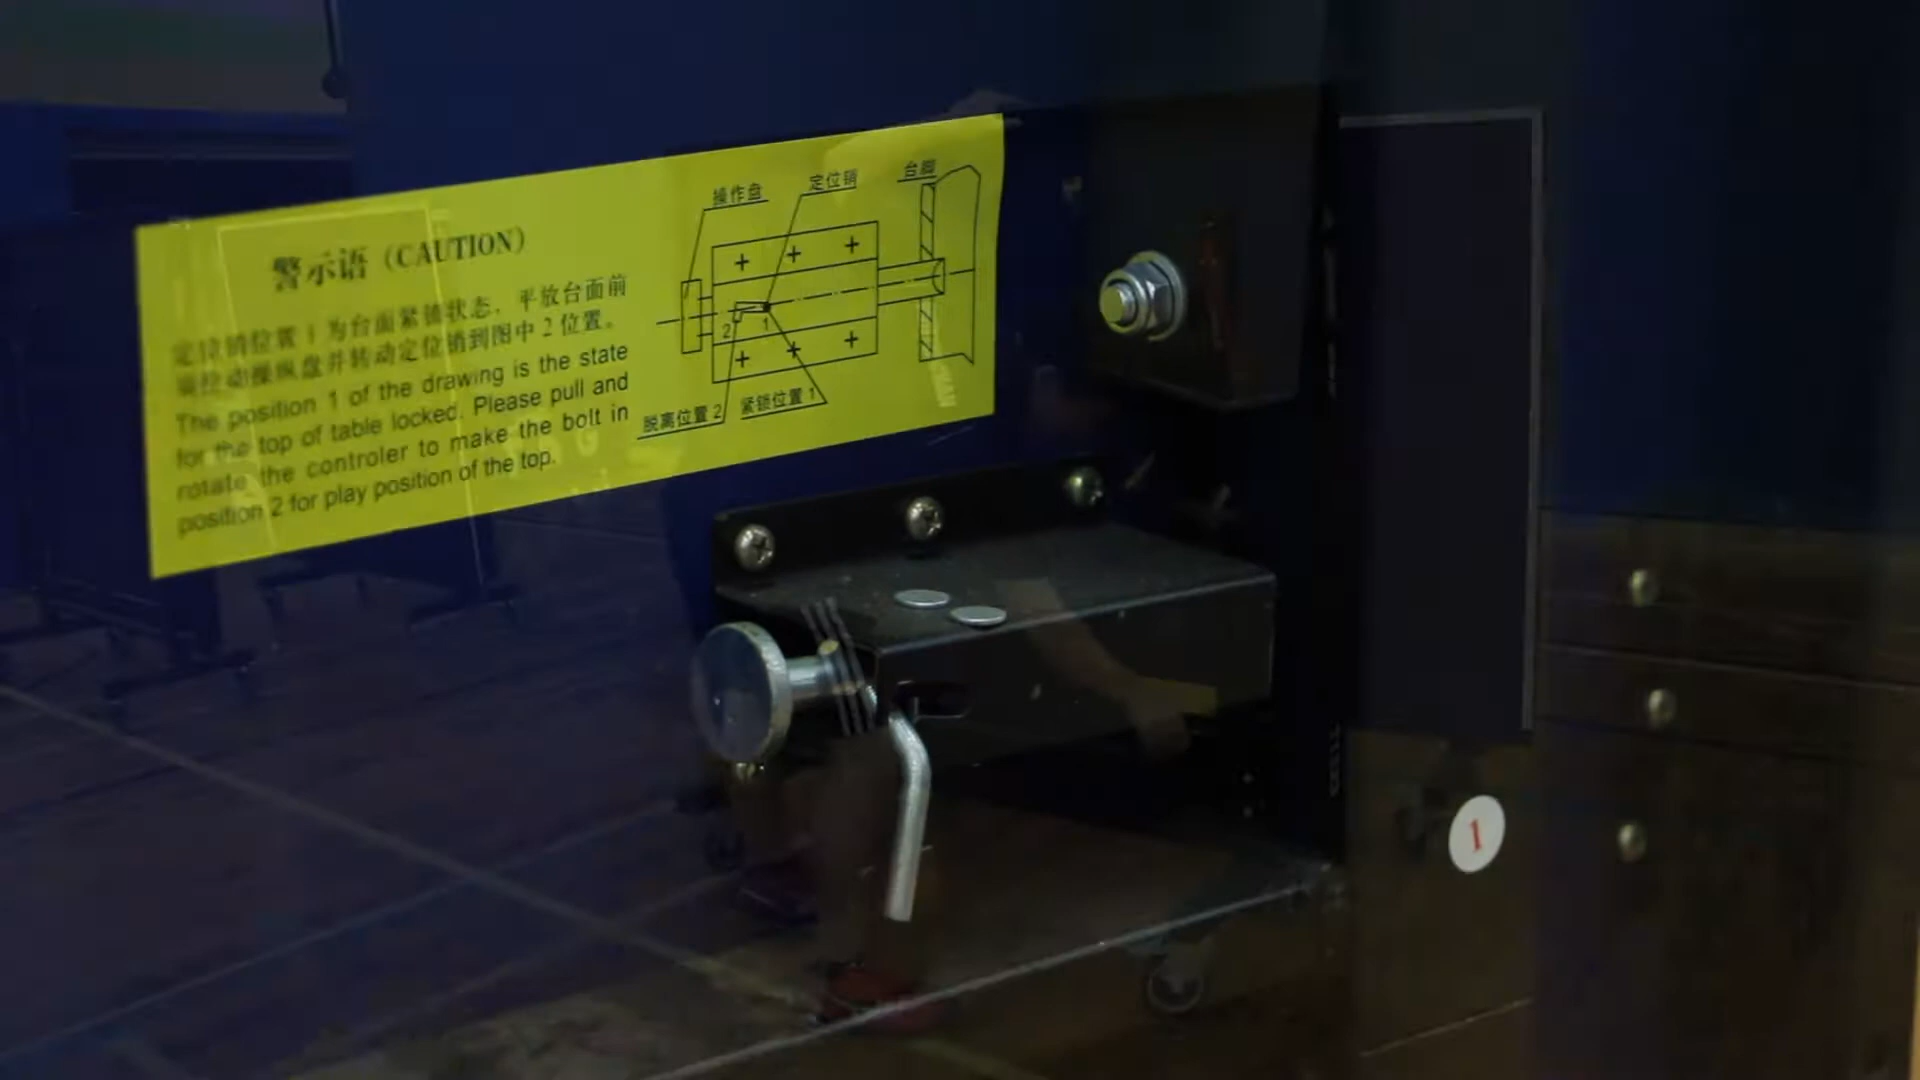 警示语（CAUTION）
定位销位置 1 为台面紧锁状态，平放台面前
需拉动操纵盘并转动定位销到图中 2 位置。
The position 1 of the drawing is the state
for the top of table locked. Please pull and
rotate the controler to make the bolt in
position 2 for play position of the top.
操作盘
定位销
台脚
2
1
脱离位置 2
紧锁位置 1
1